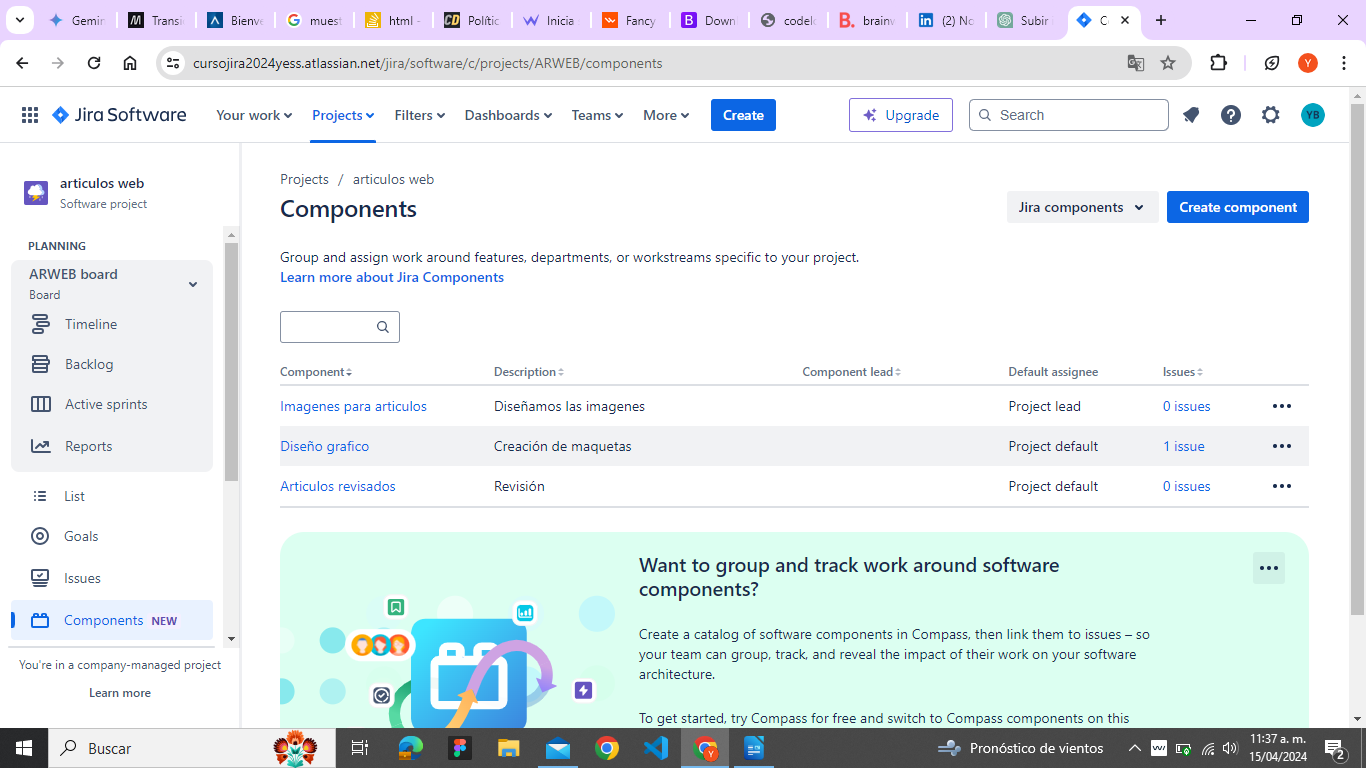 Gemin
Transi
Bienve
muest
html -
Polític
Inicia
Fancy
Down
codel
brainw
(2) No
Subir
Co
cursojira2024yess.atlassian.net/jira/software/c/projects/ARWEB/components
Y
Jira Software
Your work
Projects
Filters
Dashboards
Teams
More
Create
Upgrade
Search
YB
articulos web
Software project
PLANNING
ARWEB board
Board
Timeline
Backlog
Active sprints
Reports
List
Goals
Issues
Components NEW
You're in a company-managed project
Learn more
Projects / articulos web
Components
Jira components
Create component
Group and assign work around features, departments, or workstreams specific to your project.
Learn more about Jira Components
Component Description Component lead Default assignee Issues
Imagenes para articulos Diseñamos las imagenes Project lead 0 issues
Diseño grafico Creación de maquetas Project default 1 issue
Articulos revisados Revisión Project default 0 issues
Want to group and track work around software
components?
Create a catalog of software components in Compass, then link them to issues – so
your team can group, track, and reveal the impact of their work on your software
architecture.
To get started, try Compass for free and switch to Compass components on this
Buscar
Pronóstico de vientos
11:37 a. m.
15/04/2024
2